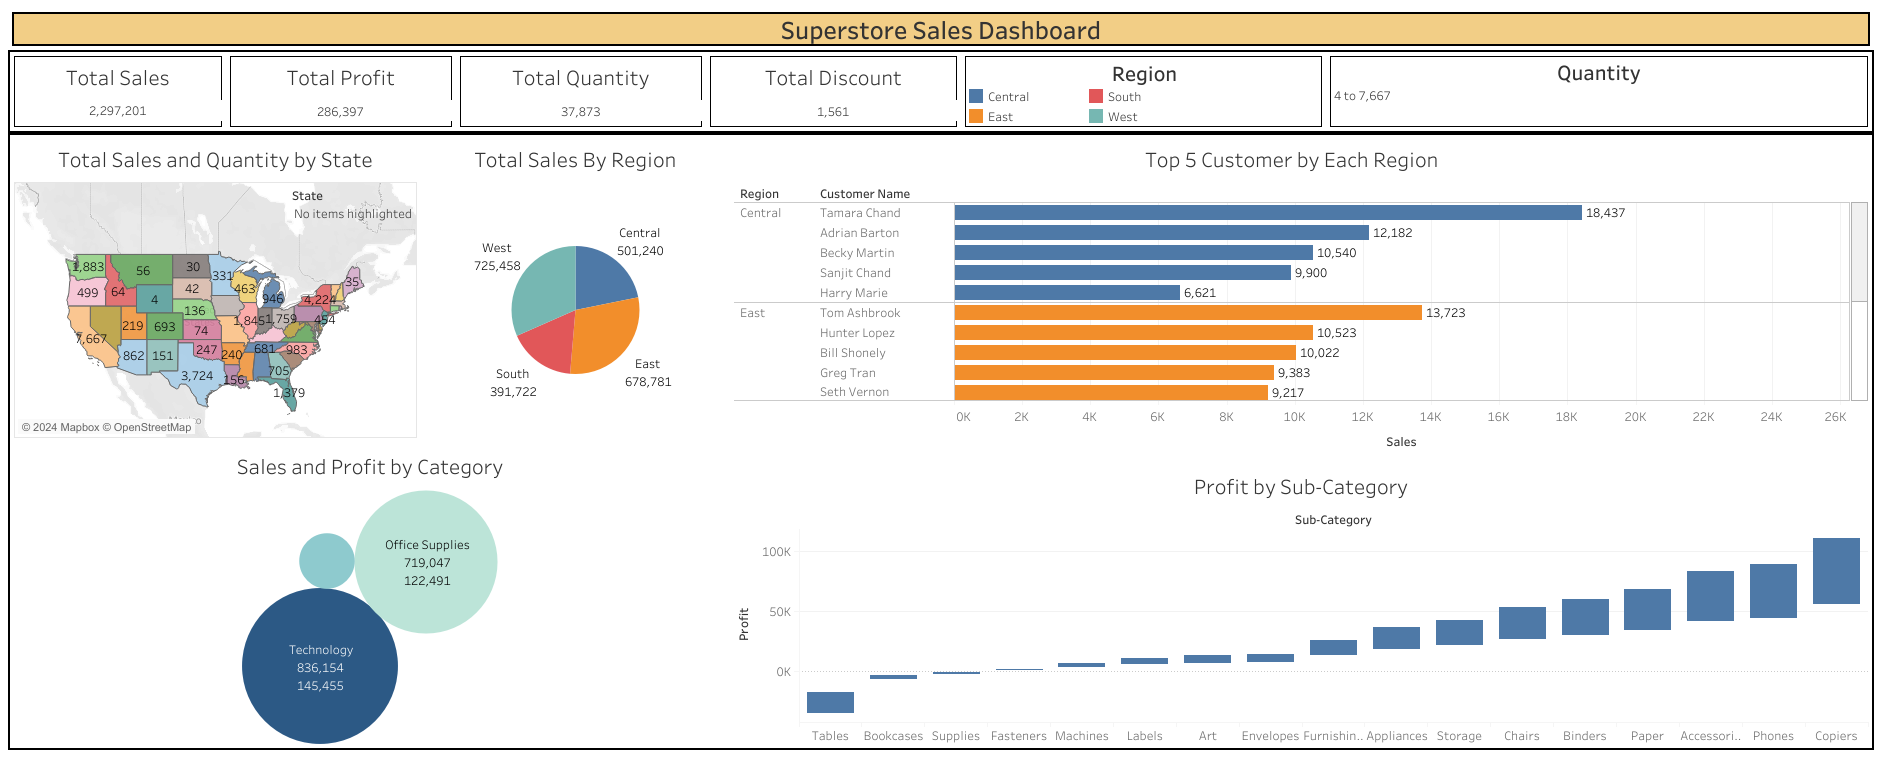 Superstore Sales Dashboard
Total Sales
2,297,201
Total Profit
286,397
Total Quantity
37,873
Total Discount
1,561
Region
Central
South
East
West
Quantity
4 to 7,667
Total Sales and Quantity by State
State
No items highlighted
1,883
56
30
331
35
499
64
42
463
946
4,224
4
136
1,845
1,759
454
7,667
219
693
74
862
151
247
240
681
983
705
3,724
156
1,379
© 2024 Mapbox © OpenStreetMap
Total Sales By Region
Central
501,240
West
725,458
East
678,781
South
391,722
Top 5 Customer by Each Region
Region Customer Name
Central Tamara Chand 18,437
Adrian Barton 12,182
Becky Martin 10,540
Sanjit Chand 9,900
Harry Marie 6,621
East Tom Ashbrook 13,723
Hunter Lopez 10,523
Bill Shonely 10,022
Greg Tran 9,383
Seth Vernon 9,217
0K 2K 4K 6K 8K 10K 12K 14K 16K 18K 20K 22K 24K 26K
Sales
Sales and Profit by Category
Office Supplies
719,047
122,491
Technology
836,154
145,455
Profit by Sub-Category
Sub-Category
100K
50K
0K
Profit
Tables Bookcases Supplies Fasteners Machines Labels Art Envelopes Furnishin.. Appliances Storage Chairs Binders Paper Accessori.. Phones Copiers